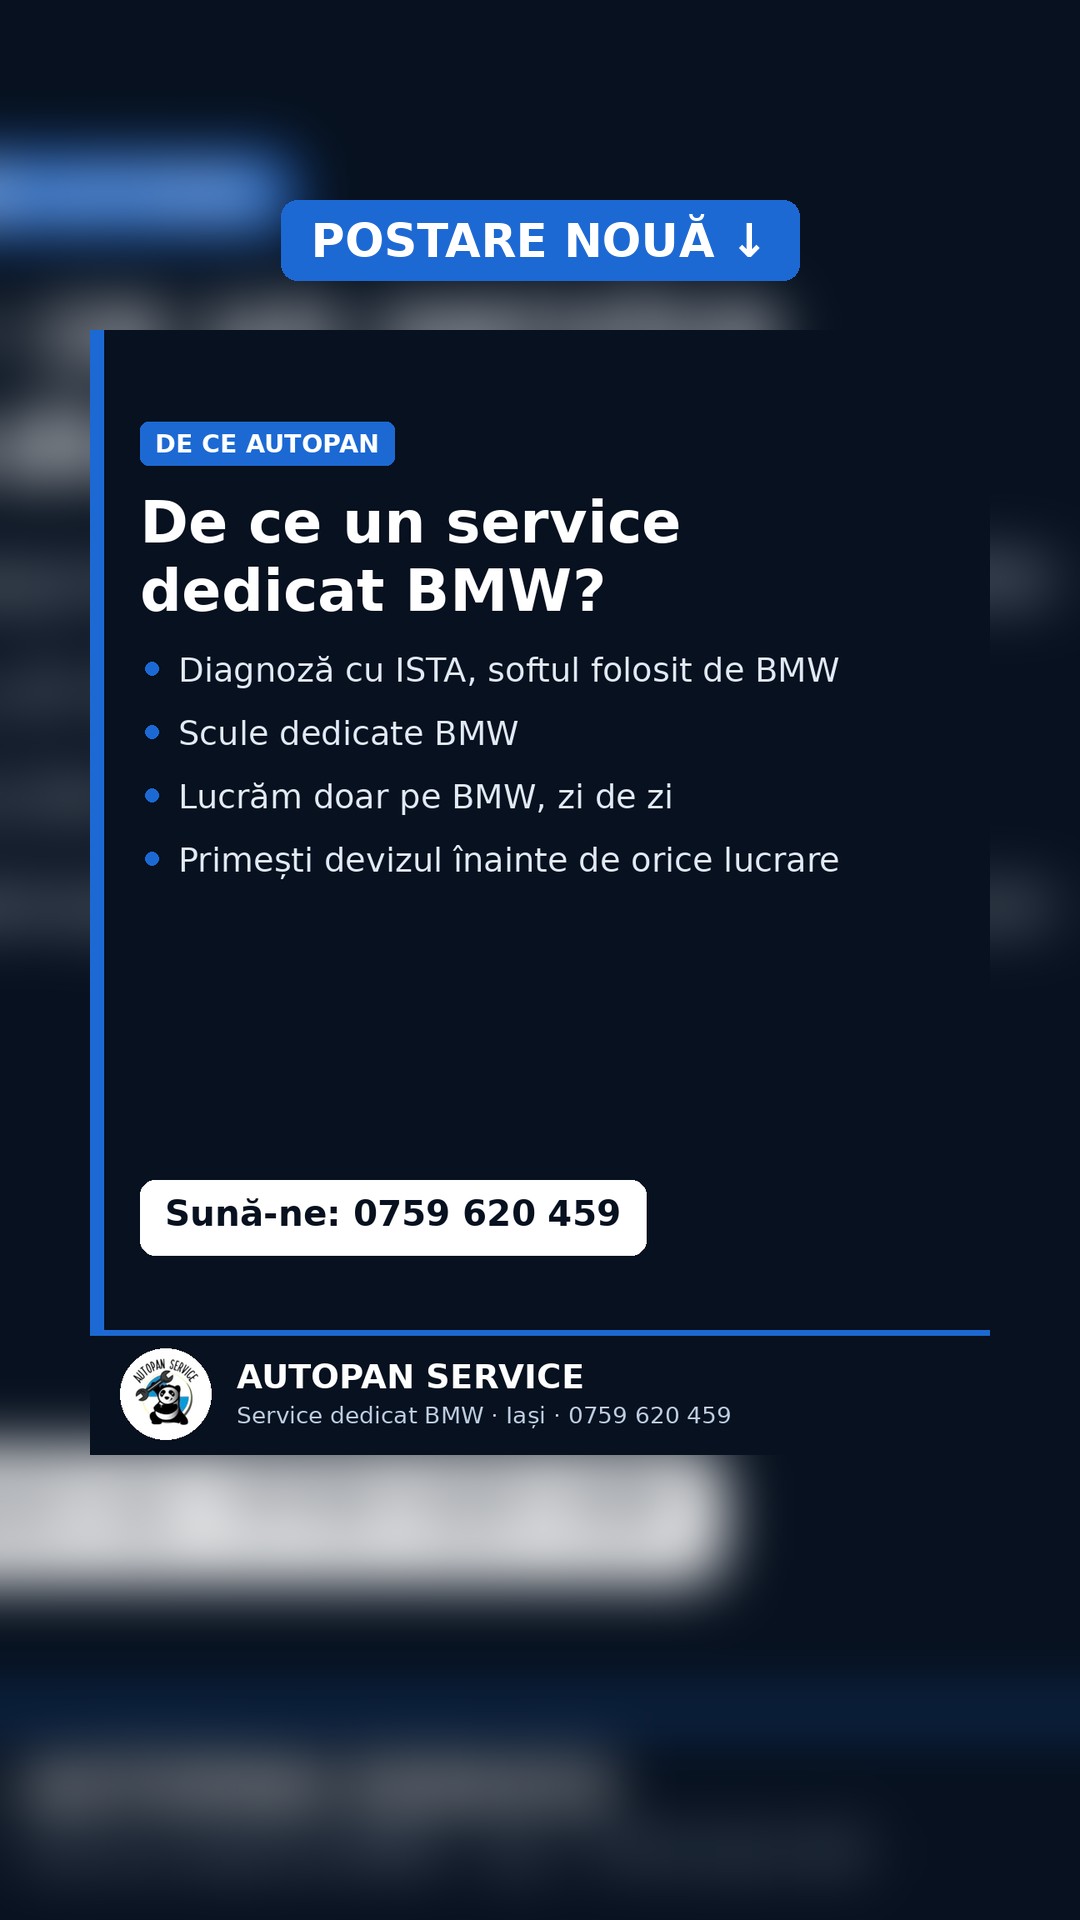 POSTARE NOUĂ ↓
DE CE AUTOPAN
De ce un service
dedicat BMW?
• Diagnoză cu ISTA, softul folosit de BMW
• Scule dedicate BMW
• Lucrăm doar pe BMW, zi de zi
• Primești devizul înainte de orice lucrare
Sună-ne: 0759 620 459
AUTOPAN SERVICE
AUTOPAN SERVICE
Service dedicat BMW · Iași · 0759 620 459